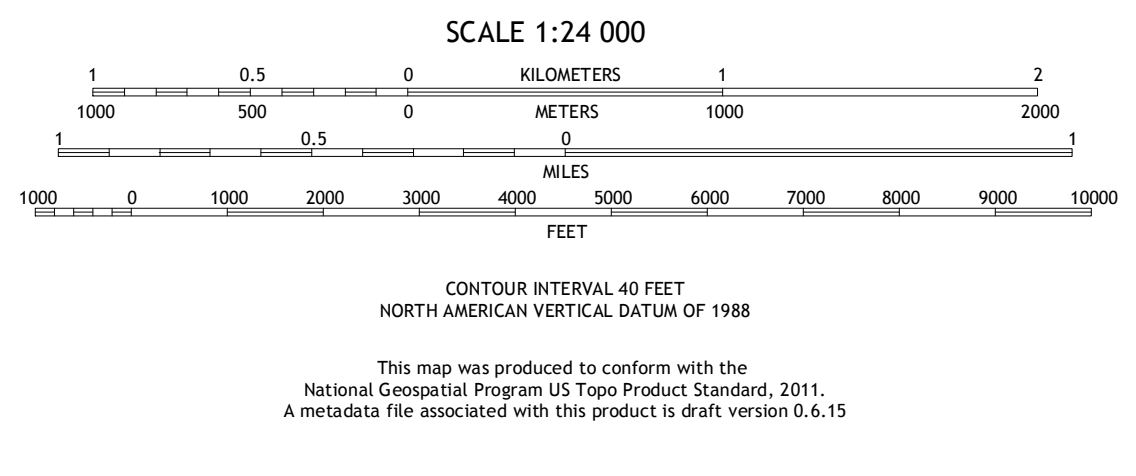 SCALE 1:24 000
1 0.5 0 KILOMETERS 1 2
1000 500 0 METERS 1000 2000
1 0.5 0 1
MILES
1000 0 1000 2000 3000 4000 5000 6000 7000 8000 9000 10000
FEET
CONTOUR INTERVAL 40 FEET
NORTH AMERICAN VERTICAL DATUM OF 1988
This map was produced to conform with the
National Geospatial Program US Topo Product Standard, 2011.
A metadata file associated with this product is draft version 0.6.15